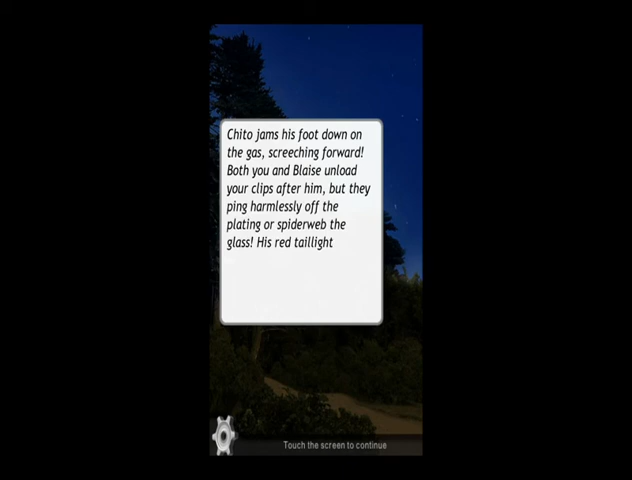 Chito jams his foot down on
the gas, screeching forward!
Both you and Blaise unload
your clips after him, but they
ping harmlessly off the
plating or spiderweb the
glass! His red taillight
Touch the screen to continue